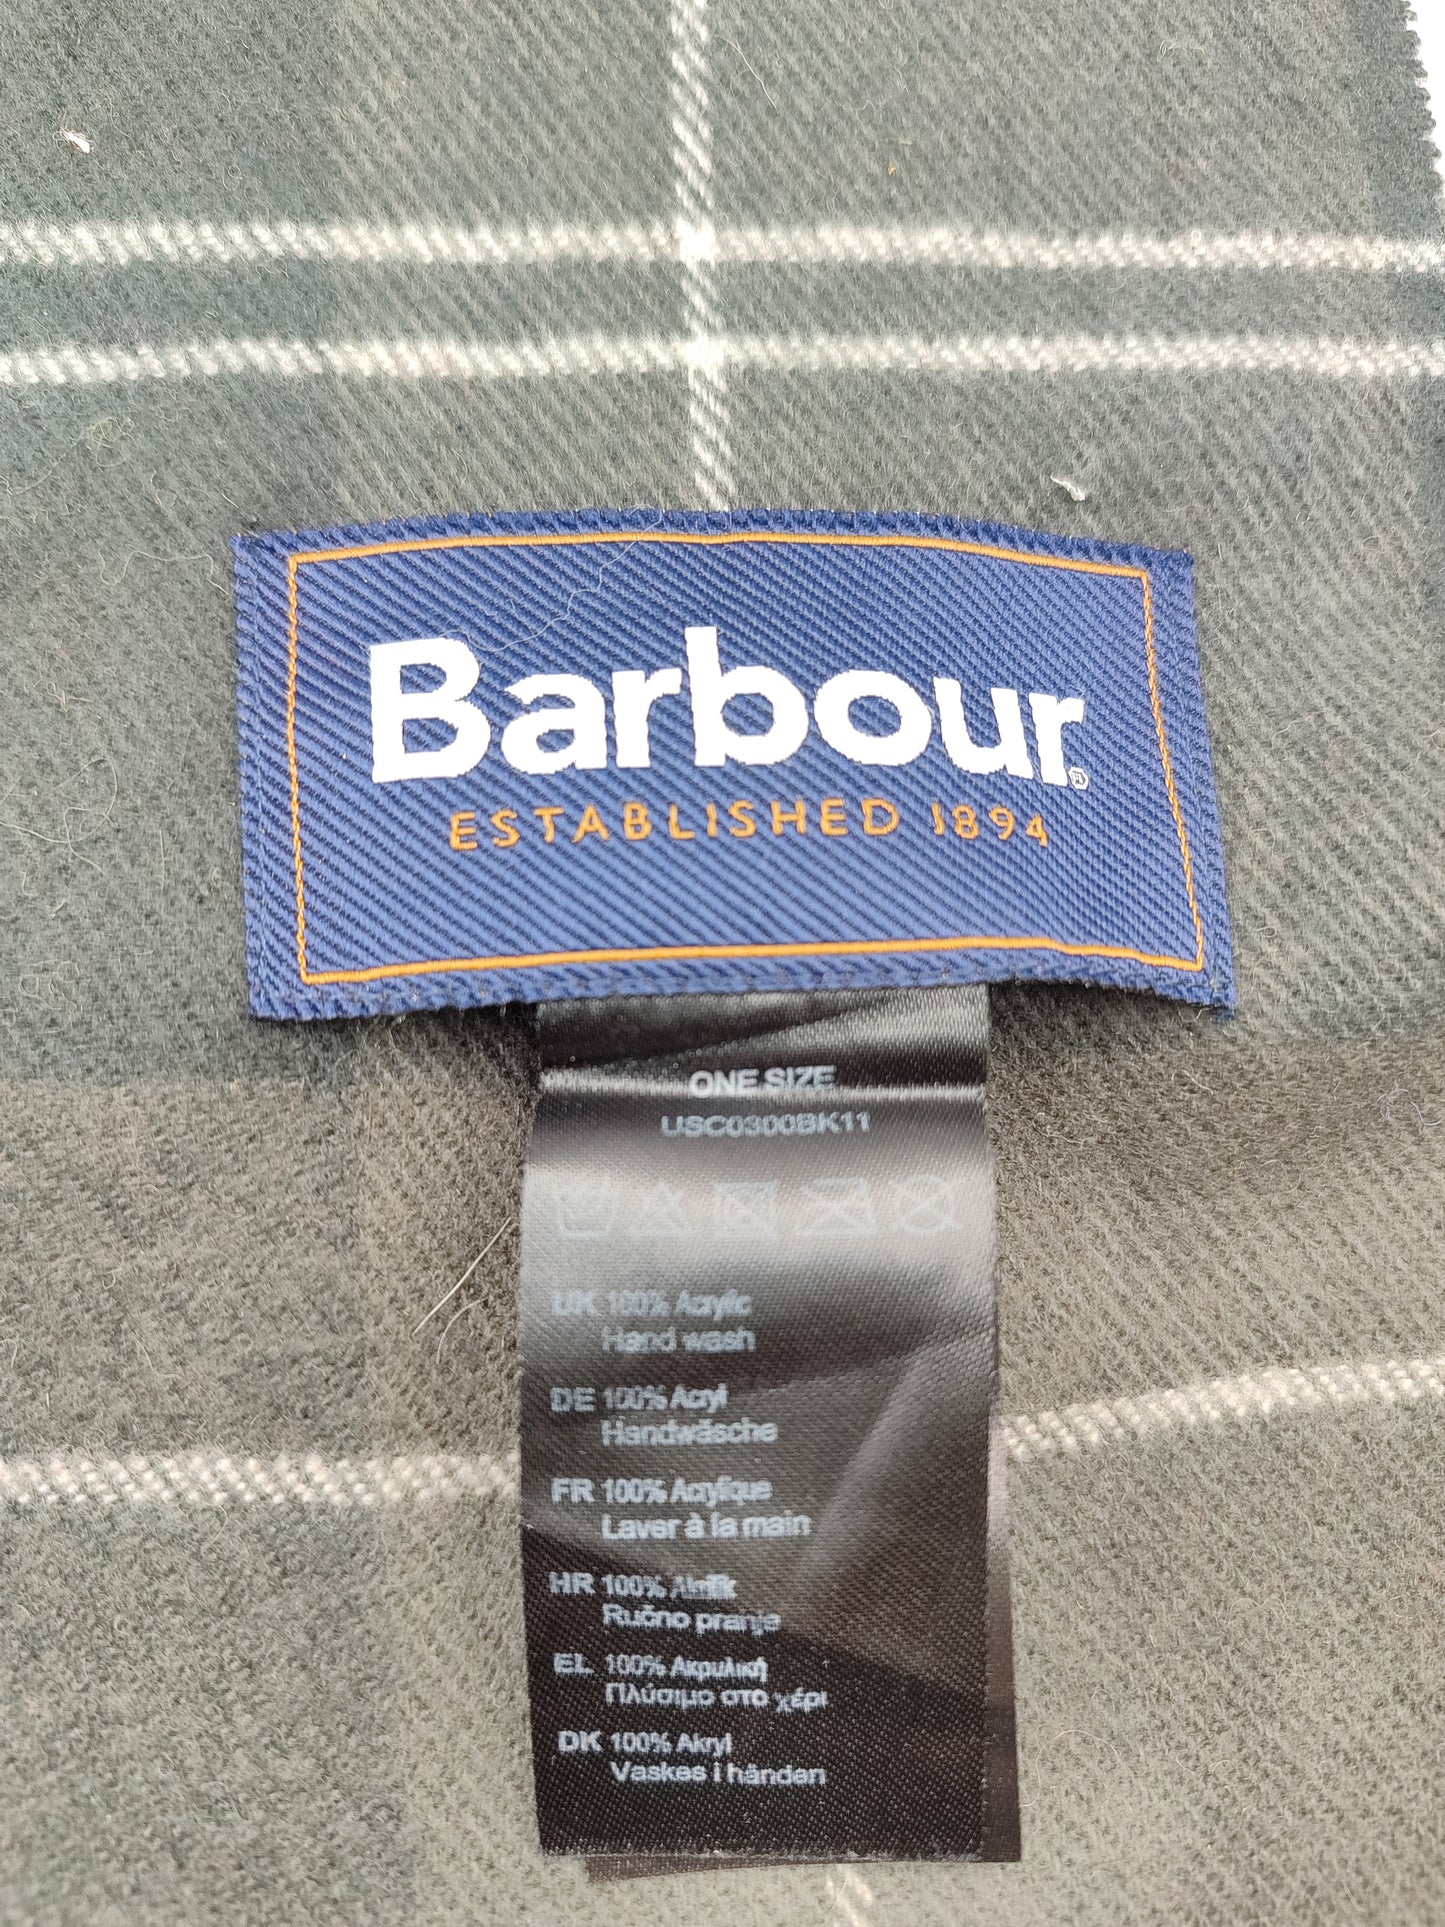 Barbour
ESTABLISHED 1894
ONE SIZE
USC0300BK11
UK 100% Acrylic
Hand wash
DE 100% Acryl
Handwäsche
FR 100% Acrylique
Laver à la main
HR 100% Akrilik
Ručno pranje
EL 100% Ακρυλική
Πλύσιμο στο χέρι
DK 100% Akryl
Vaskes i hånden